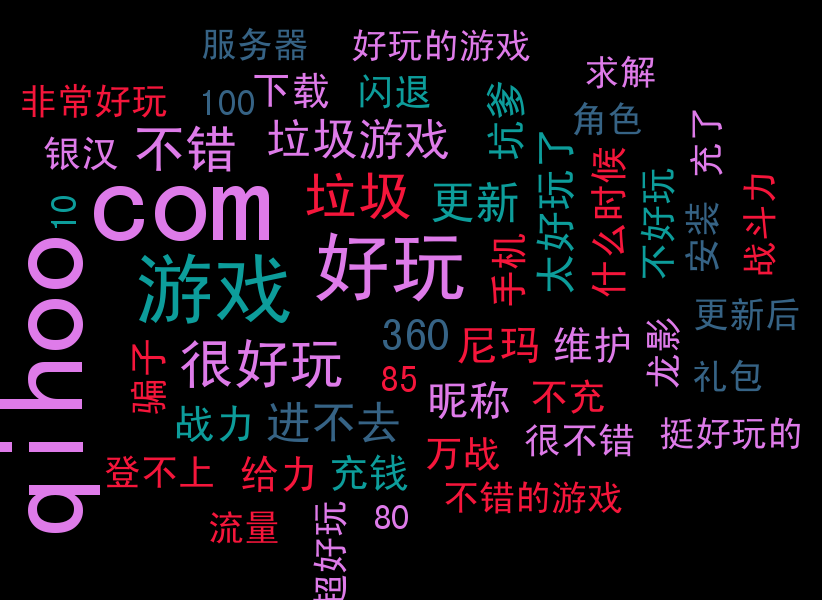 服务器
好玩的游戏
求解
非常好玩
100
下载
闪退
坑爹
角色
充了
银汉
不错
垃圾游戏
太好玩了
什么时候
不好玩
安装
战斗力
10
com
垃圾
更新
手机
qihoo
游戏
好玩
360
尼玛
维护
龙影
更新后
骗子
很好玩
85
昵称
不充
礼包
战力
进不去
万战
很不错
挺好玩的
登不上
给力
充钱
不错的游戏
流量
超好玩
80